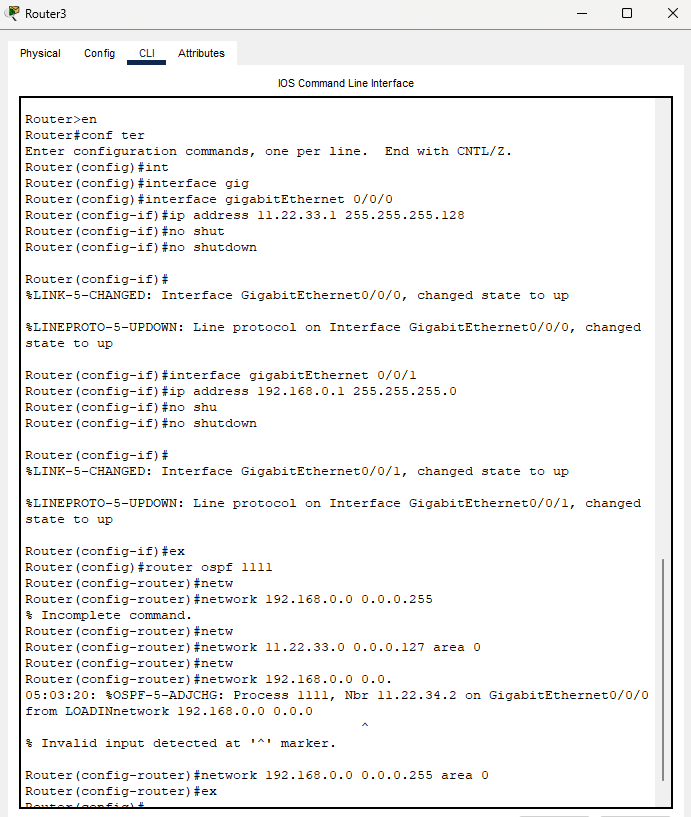 Router3
Physical Config CLI Attributes
IOS Command Line Interface
Router>en
Router#conf ter
Enter configuration commands, one per line.  End with CNTL/Z.
Router(config)#int
Router(config)#interface gig
Router(config)#interface gigabitEthernet 0/0/0
Router(config-if)#ip address 11.22.33.1 255.255.255.128
Router(config-if)#no shut
Router(config-if)#no shutdown
Router(config-if)#
%LINK-5-CHANGED: Interface GigabitEthernet0/0/0, changed state to up
%LINEPROTO-5-UPDOWN: Line protocol on Interface GigabitEthernet0/0/0, changed
state to up
Router(config-if)#interface gigabitEthernet 0/0/1
Router(config-if)#ip address 192.168.0.1 255.255.255.0
Router(config-if)#no shu
Router(config-if)#no shutdown
Router(config-if)#
%LINK-5-CHANGED: Interface GigabitEthernet0/0/1, changed state to up
%LINEPROTO-5-UPDOWN: Line protocol on Interface GigabitEthernet0/0/1, changed
state to up
Router(config-if)#ex
Router(config)#router ospf 1111
Router(config-router)#netw
Router(config-router)#network 192.168.0.0 0.0.0.255
% Incomplete command.
Router(config-router)#netw
Router(config-router)#network 11.22.33.0 0.0.0.127 area 0
Router(config-router)#netw
Router(config-router)#network 192.168.0.0 0.0.
05:03:20: %OSPF-5-ADJCHG: Process 1111, Nbr 11.22.34.2 on GigabitEthernet0/0/0
from LOADINnetwork 192.168.0.0 0.0.0
^
% Invalid input detected at '^' marker.
Router(config-router)#network 192.168.0.0 0.0.0.255 area 0
Router(config-router)#ex
Router(config)#